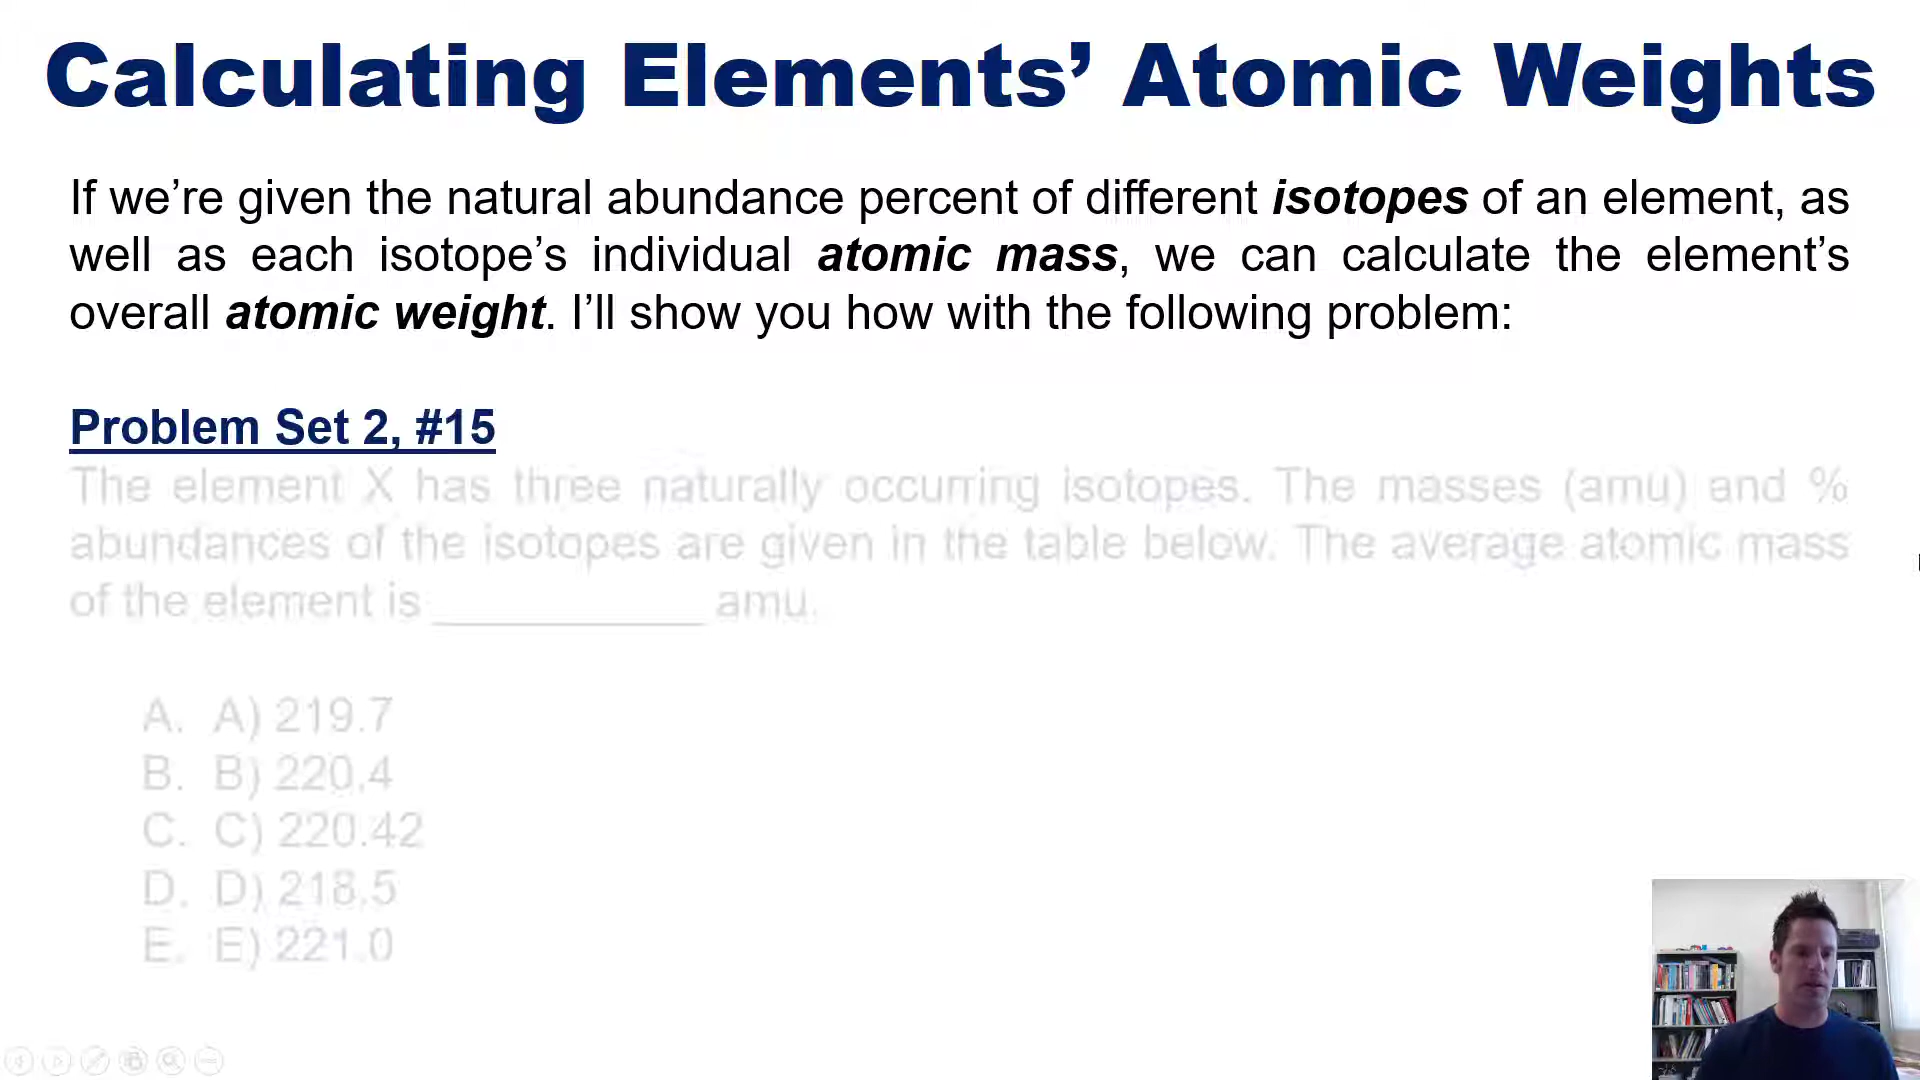 Calculating Elements’ Atomic Weights
If we’re given the natural abundance percent of different isotopes of an element, as
well as each isotope’s individual atomic mass, we can calculate the element’s
overall atomic weight. I’ll show you how with the following problem:
Problem Set 2, #15
The element X has three naturally occurring isotopes. The masses (amu) and %
abundances of the isotopes are given in the table below. The average atomic mass
of the element is ___________ amu.
A. A) 219.7
B. B) 220.4
C. C) 220.42
D. D) 218.5
E. E) 221.0